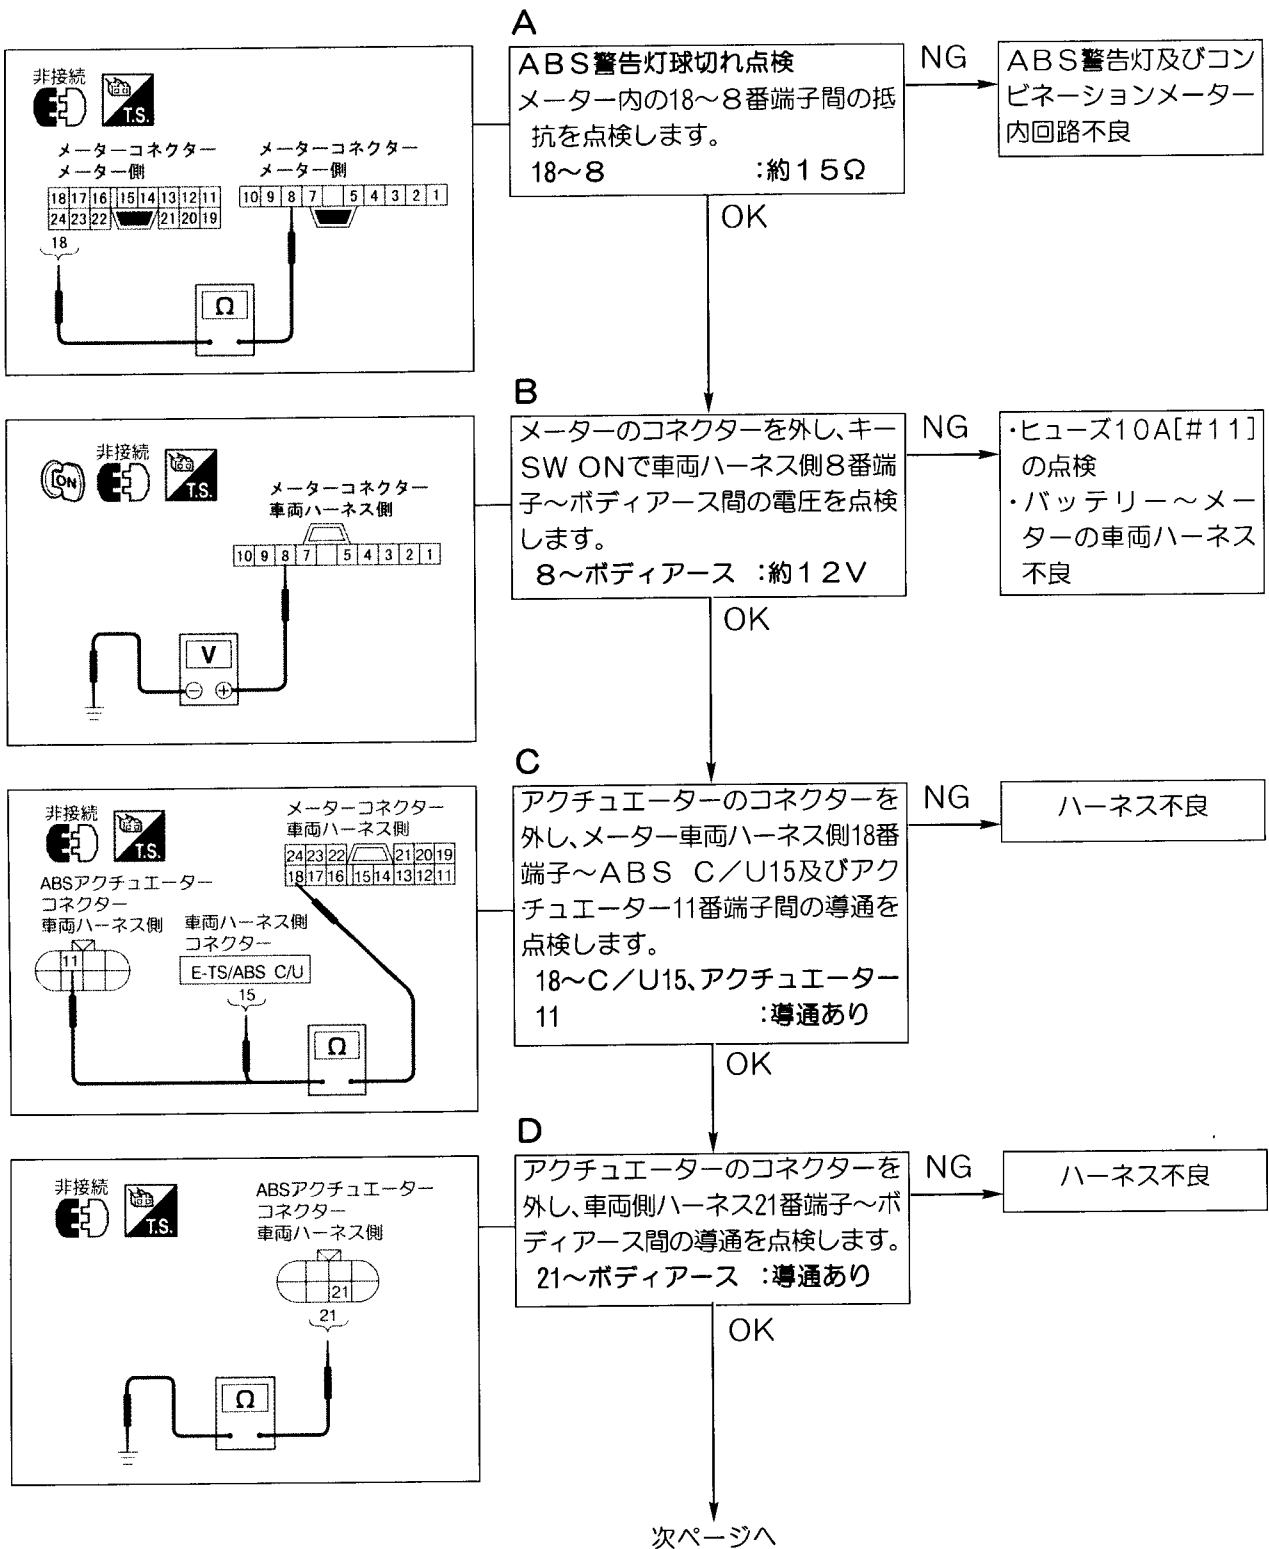 A
非接続
T.S.
メーターコネクター
メーター側
メーターコネクター
メーター側
18 17 16 15 14 13 12 11
24 23 22 21 20 19
10 9 8 7 5 4 3 2 1
18
Ω
ABS警告灯球切れ点検
メーター内の18～8番端子間の抵
抗を点検します。
18～8 :約15Ω
NG
ABS警告灯及びコン
ビネーションメーター
内回路不良
OK
B
ON
非接続
T.S.
メーターコネクター
車両ハーネス側
10 9 8 7 5 4 3 2 1
V
⊖ ⊕
メーターのコネクターを外し、キー
SW ONで車両ハーネス側8番端
子～ボディアース間の電圧を点検
します。
8～ボディアース :約12V
NG
・ヒューズ10A[#11]
の点検
・バッテリー～メー
ターの車両ハーネス
不良
OK
C
非接続
T.S.
メーターコネクター
車両ハーネス側
24 23 22 21 20 19
18 17 16 15 14 13 12 11
ABSアクチュエーター
コネクター
車両ハーネス側
11
車両ハーネス側
コネクター
E-TS/ABS C/U
15
Ω
アクチュエーターのコネクターを
外し、メーター車両ハーネス側18番
端子～ABS C／U15及びアク
チュエーター11番端子間の導通を
点検します。
18～C／U15、アクチュエーター
11 :導通あり
NG
ハーネス不良
OK
D
非接続
T.S.
ABSアクチュエーター
コネクター
車両ハーネス側
21
21
Ω
アクチュエーターのコネクターを
外し、車両側ハーネス21番端子～ボ
ディアース間の導通を点検します。
21～ボディアース :導通あり
NG
ハーネス不良
OK
次ページへ